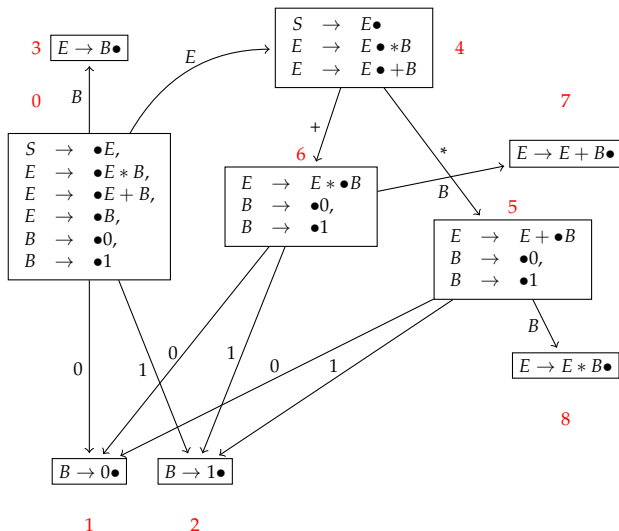 3
E → B●
E
S → E●
E → E● ∗B
E → E● +B
4
0
B
7
S → ●E,
E → ●E ∗ B,
E → ●E + B,
E → ●B,
B → ●0,
B → ●1
+
*
6
E → E ∗ ●B
B → ●0,
B → ●1
B
E → E + B●
5
E → E + ●B
B → ●0,
B → ●1
B
0
1
0
1
0
1
E → E ∗ B●
8
B → 0●
B → 1●
1
2